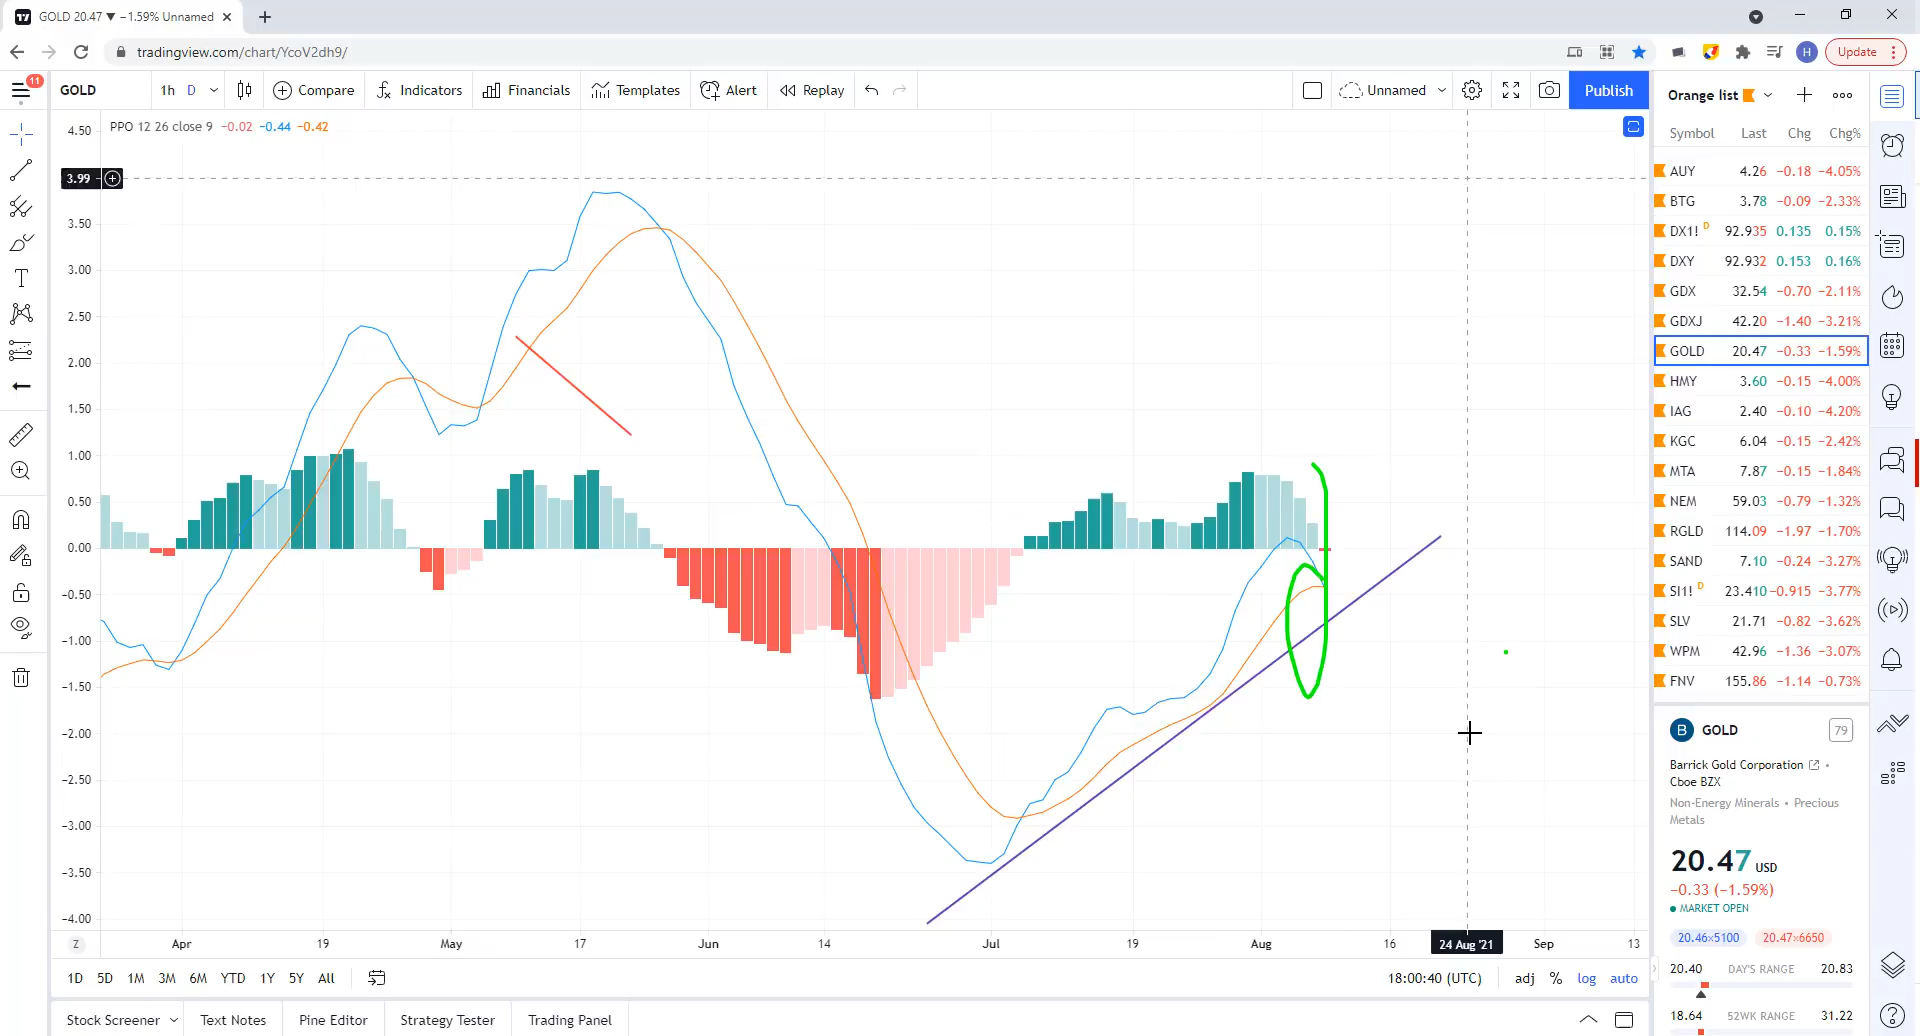 GOLD 20.47 ▼ −1.59% Unnamed
tradingview.com/chart/YcoV2dh9/
H
Update
11
GOLD
1h D
Compare
Indicators
Financials
Templates
Alert
Replay
Unnamed
Publish
PPO 12 26 close 9 −0.02 −0.44 −0.42
4.50
3.99
3.50
3.00
2.50
2.00
1.50
1.00
0.50
0.00
−0.50
−1.00
−1.50
−2.00
−2.50
−3.00
−3.50
−4.00
Z
Apr 19 May 17 Jun 14 Jul 19 Aug 16 24 Aug '21 Sep 13
1D 5D 1M 3M 6M YTD 1Y 5Y All
18:00:40 (UTC) adj % log auto
Stock Screener Text Notes Pine Editor Strategy Tester Trading Panel
Orange list
Symbol Last Chg Chg%
AUY 4.26 −0.18 −4.05%
BTG 3.78 −0.09 −2.33%
DX1! D 92.935 0.135 0.15%
DXY 92.932 0.153 0.16%
GDX 32.54 −0.70 −2.11%
GDXJ 42.20 −1.40 −3.21%
GOLD 20.47 −0.33 −1.59%
HMY 3.60 −0.15 −4.00%
IAG 2.40 −0.10 −4.20%
KGC 6.04 −0.15 −2.42%
MTA 7.87 −0.15 −1.84%
NEM 59.03 −0.79 −1.32%
RGLD 114.09 −1.97 −1.70%
SAND 7.10 −0.24 −3.27%
SI1! D 23.410 −0.915 −3.77%
SLV 21.71 −0.82 −3.62%
WPM 42.96 −1.36 −3.07%
FNV 155.86 −1.14 −0.73%
B GOLD 79
Barrick Gold Corporation •
Cboe BZX
Non-Energy Minerals • Precious
Metals
20.47 USD
−0.33 (−1.59%)
MARKET OPEN
20.46×5100 20.47×6650
20.40 DAY'S RANGE 20.83
18.64 52WK RANGE 31.22